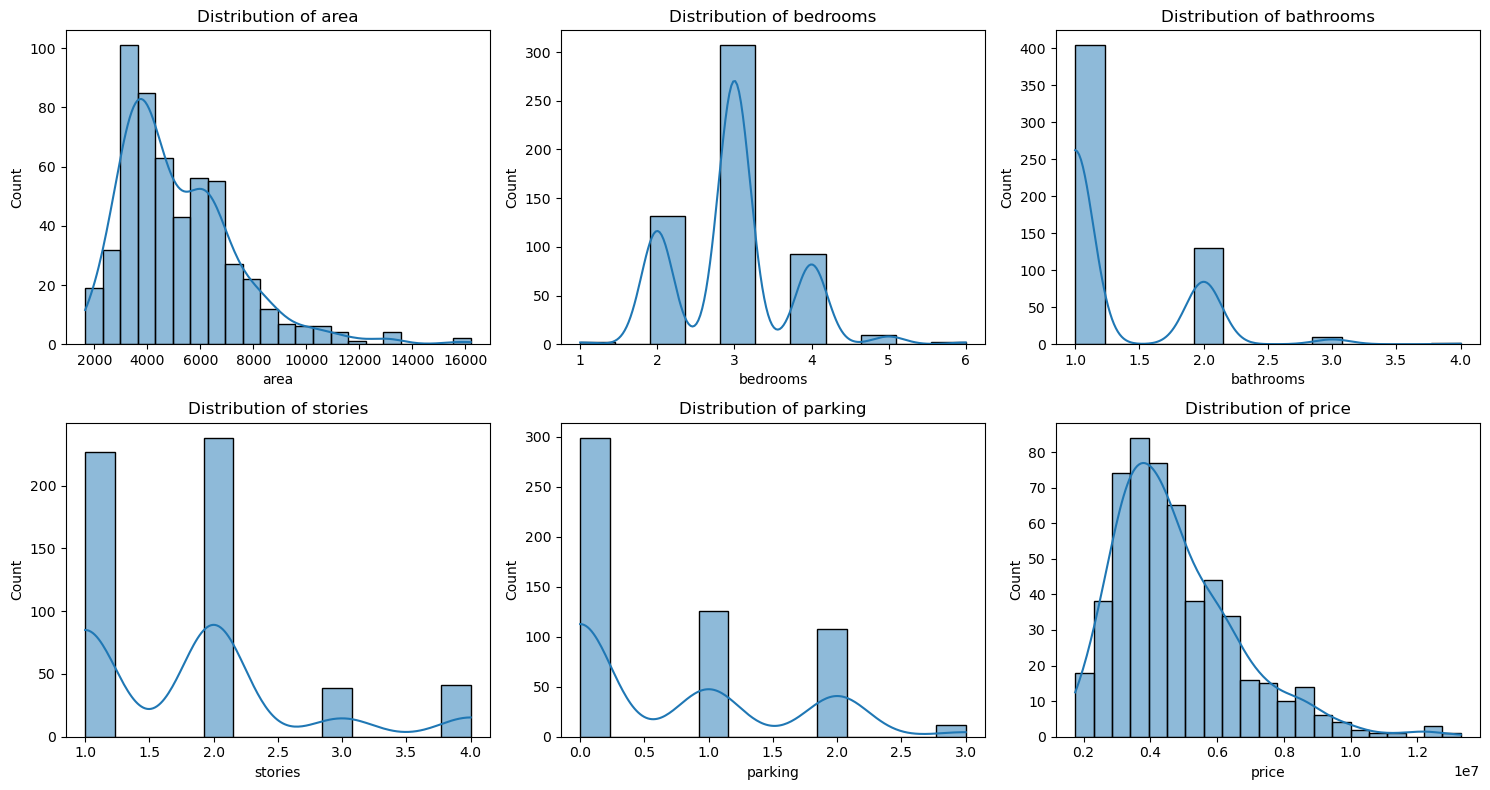 Distribution of area
Distribution of bedrooms
Distribution of bathrooms
Count
100
80
60
40
20
0
2000 4000 6000 8000 10000 12000 14000 16000
area
Count
300
250
200
150
100
50
0
1 2 3 4 5 6
bedrooms
Count
400
350
300
250
200
150
100
50
0
1.0 1.5 2.0 2.5 3.0 3.5 4.0
bathrooms
Distribution of stories
Distribution of parking
Distribution of price
Count
200
150
100
50
0
1.0 1.5 2.0 2.5 3.0 3.5 4.0
stories
Count
300
250
200
150
100
50
0
0.0 0.5 1.0 1.5 2.0 2.5 3.0
parking
Count
80
70
60
50
40
30
20
10
0
0.2 0.4 0.6 0.8 1.0 1.2
1e7
price